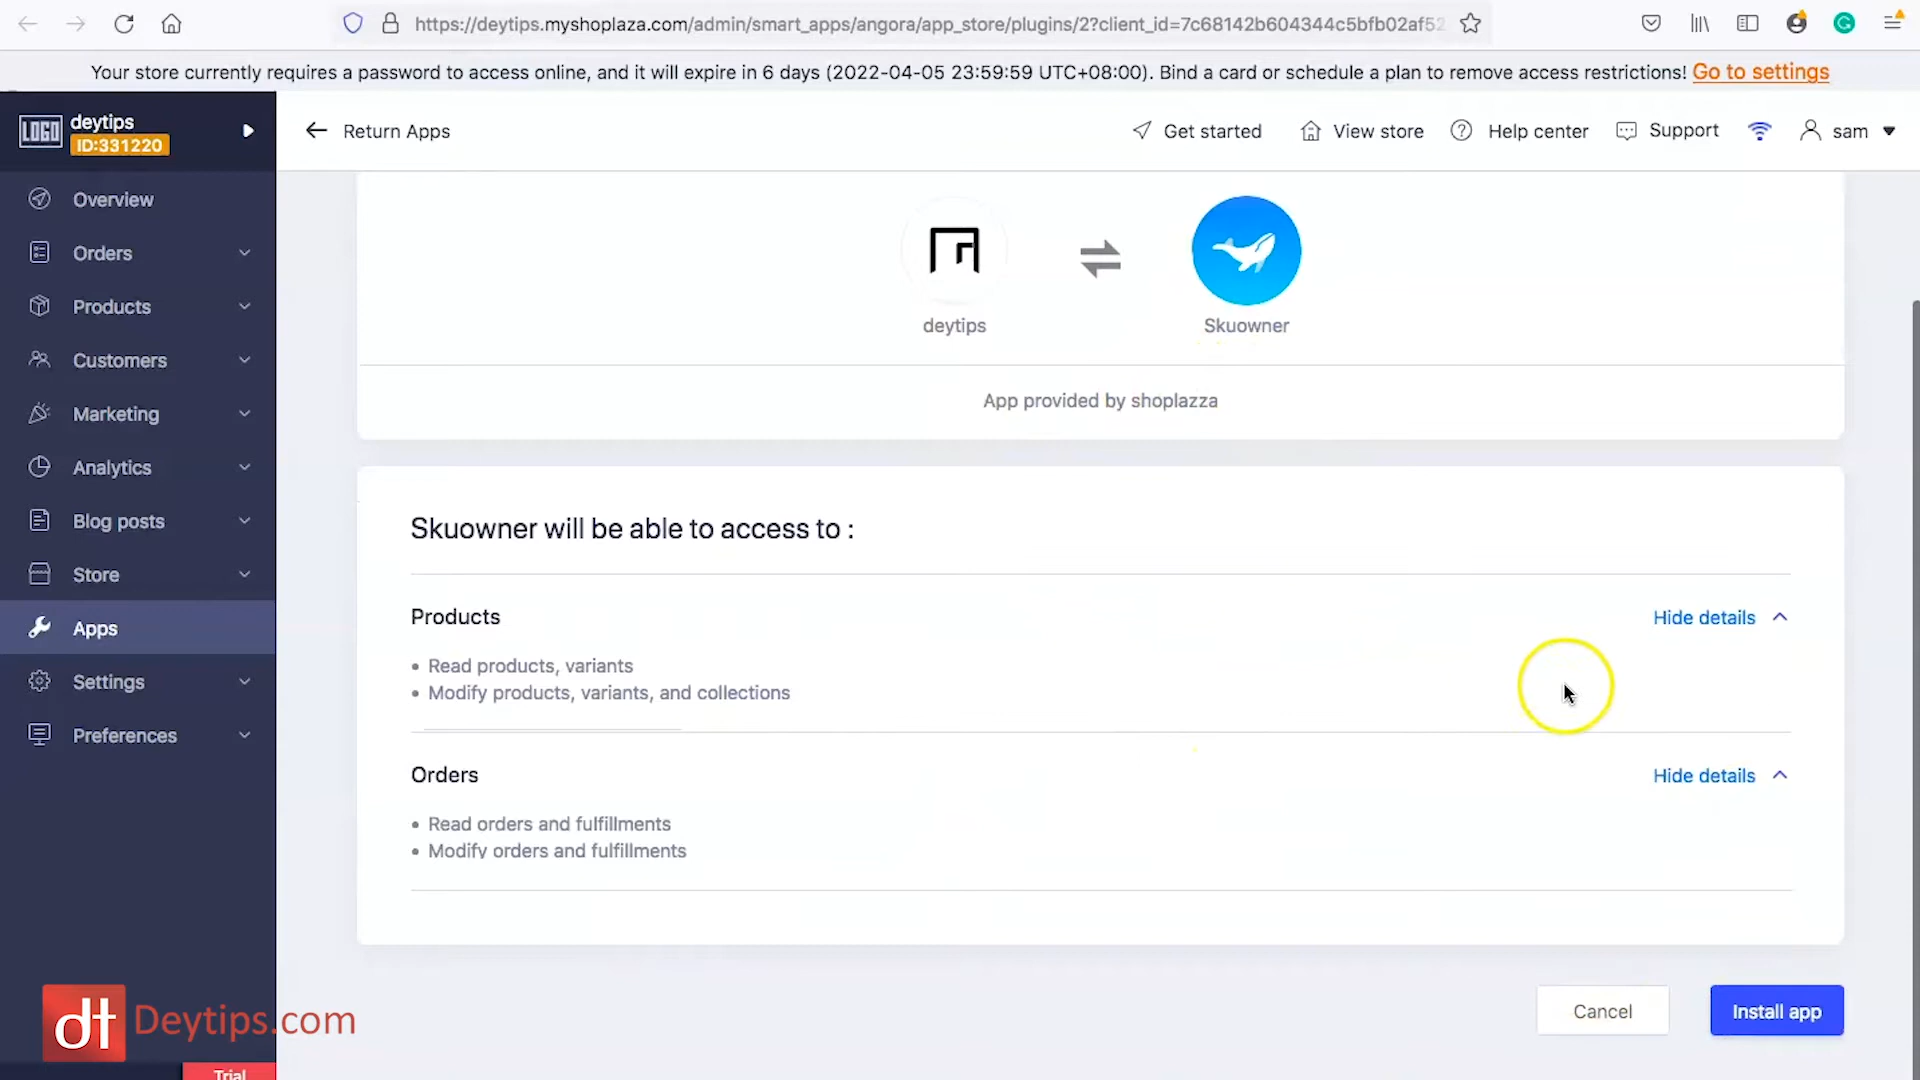 https://deytips.myshoplaza.com/admin/smart_apps/angora/app_store/plugins/2?client_id=7c68142b604344c5bfb02af52
Your store currently requires a password to access online, and it will expire in 6 days (2022-04-05 23:59:59 UTC+08:00). Bind a card or schedule a plan to remove access restrictions! Go to settings
LOGO deytips
ID:331220
Return Apps
Get started
View store
Help center
Support
sam
Overview
Orders
Products
Customers
Marketing
Analytics
Blog posts
Store
Apps
Settings
Preferences
deytips
Skuowner
App provided by shoplazza
Skuowner will be able to access to :
Products Hide details
• Read products, variants
• Modify products, variants, and collections
Orders Hide details
• Read orders and fulfillments
• Modify orders and fulfillments
Cancel
Install app
dt Deytips.com
Trial